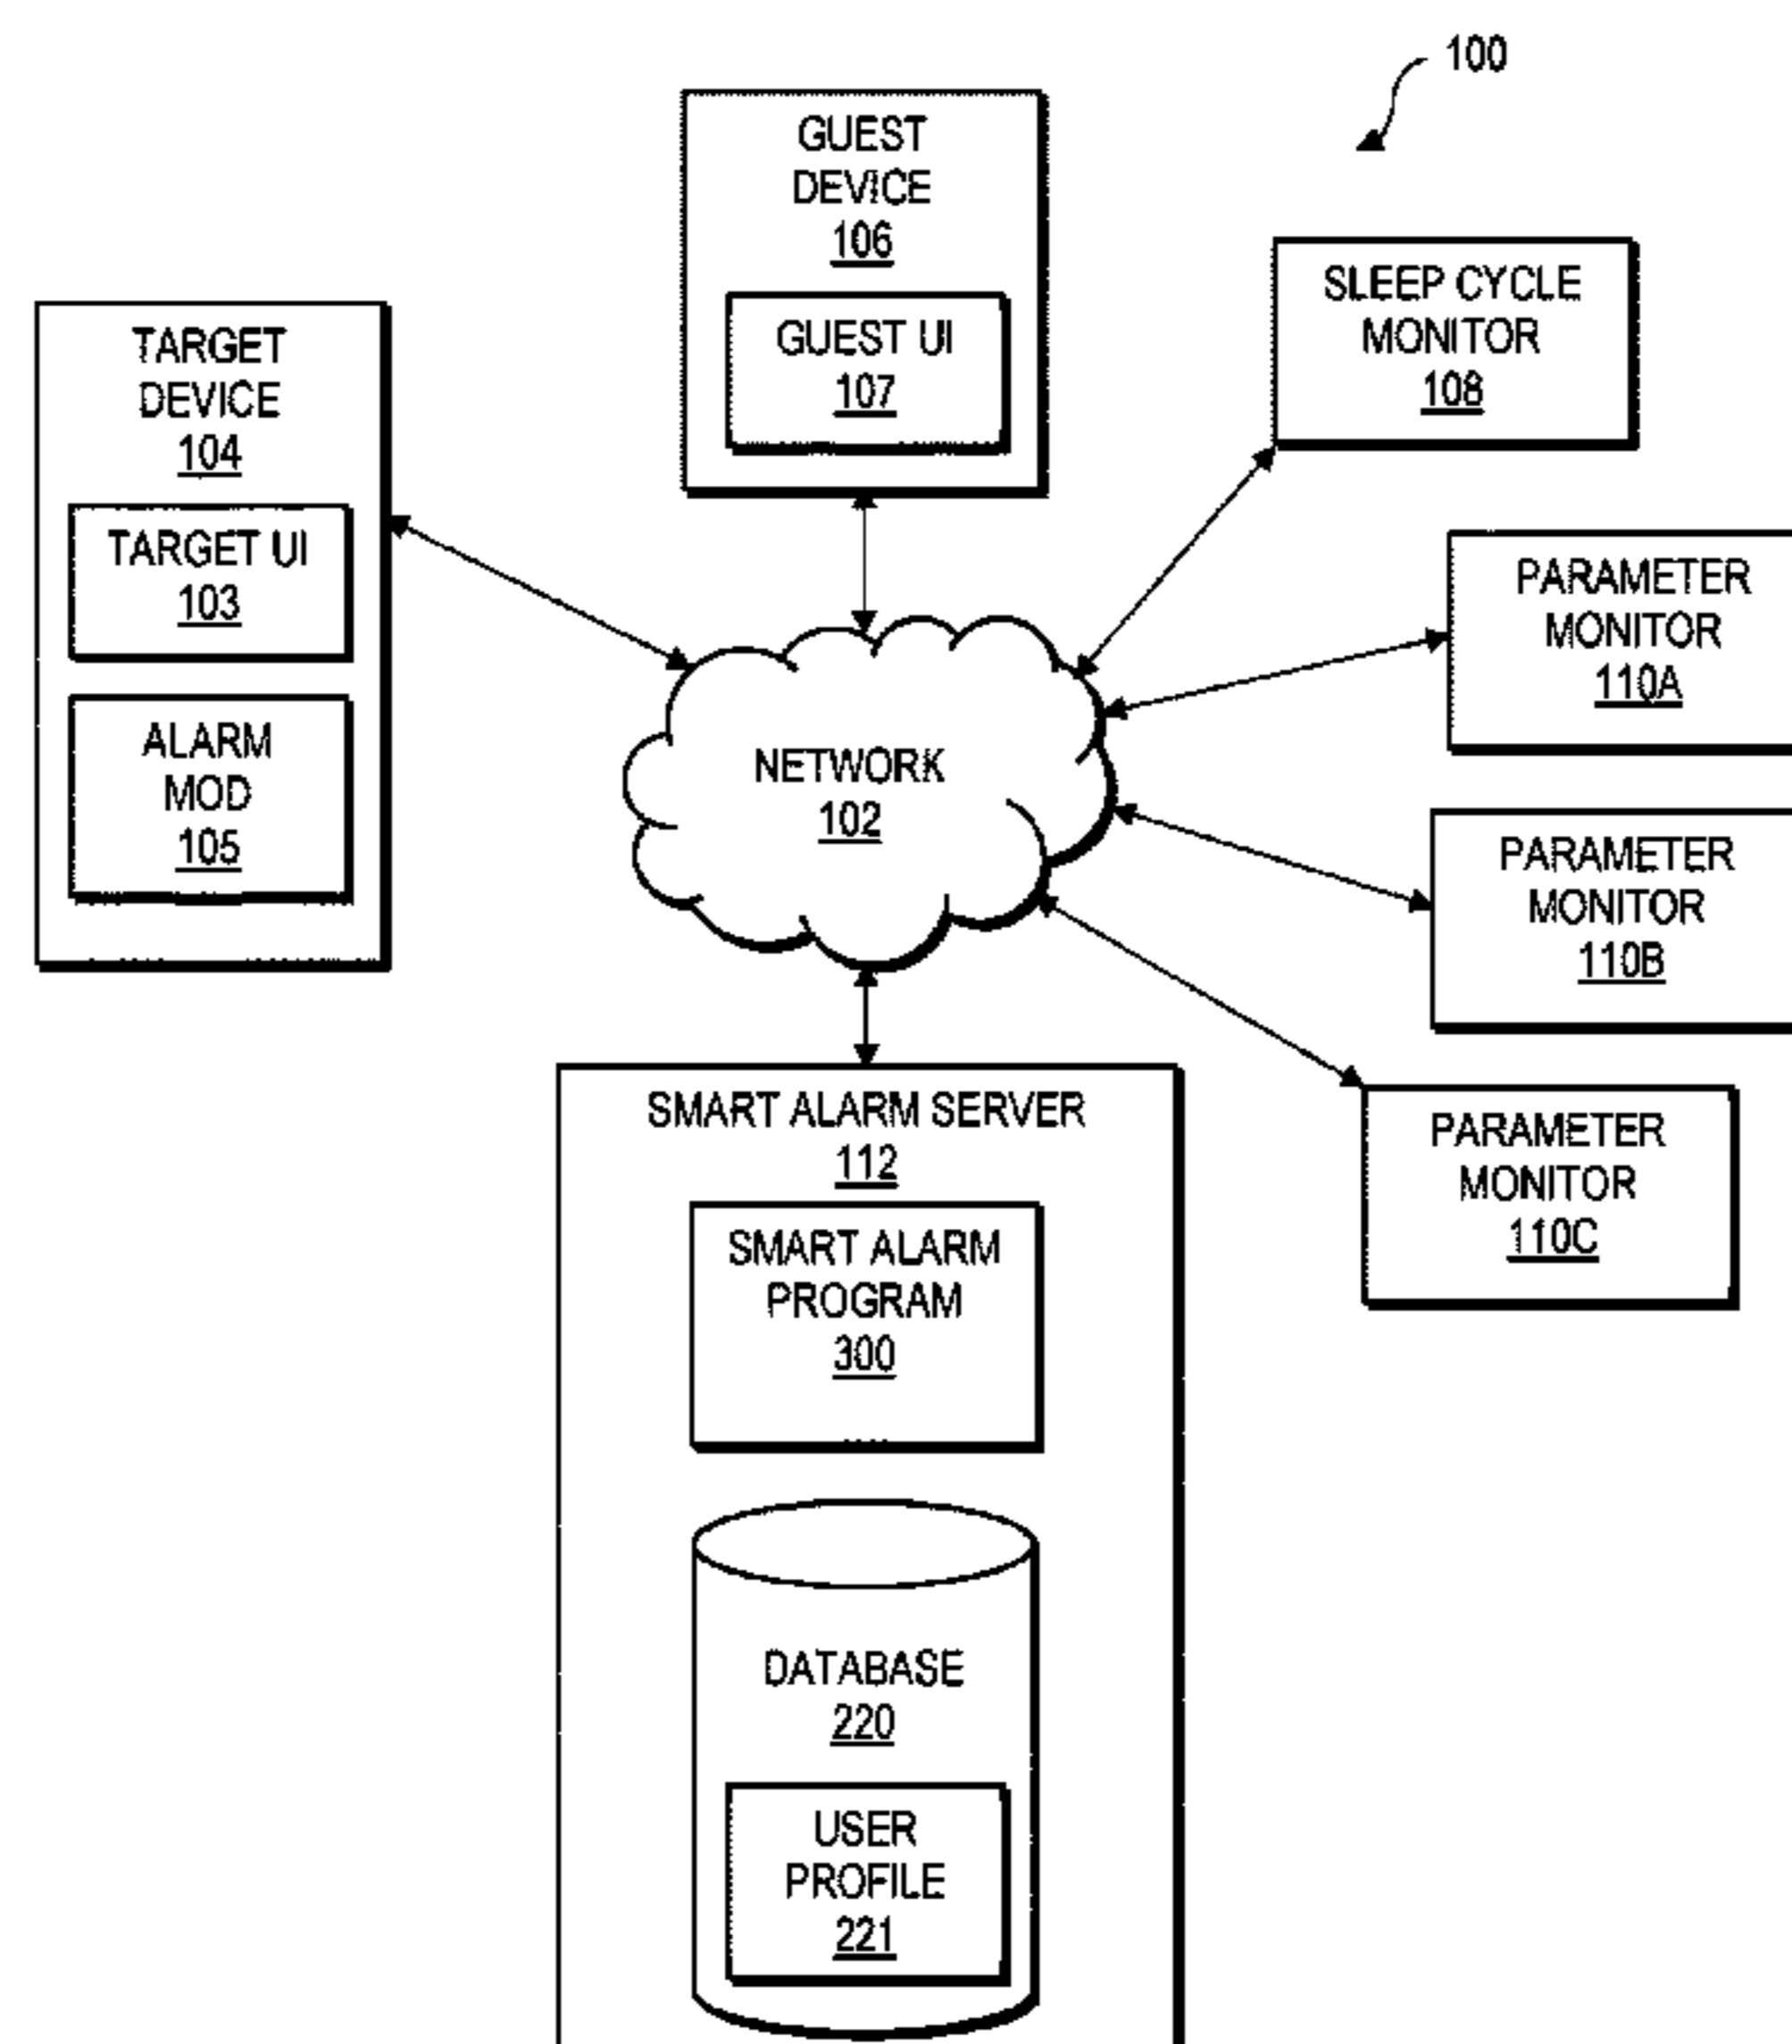 100
GUEST
DEVICE
106
GUEST UI
107
SLEEP CYCLE
MONITOR
108
TARGET
DEVICE
104
TARGET UI
103
ALARM
MOD
105
PARAMETER
MONITOR
110A
NETWORK
102
PARAMETER
MONITOR
110B
PARAMETER
MONITOR
110C
SMART ALARM SERVER
112
SMART ALARM
PROGRAM
300
DATABASE
220
USER
PROFILE
221